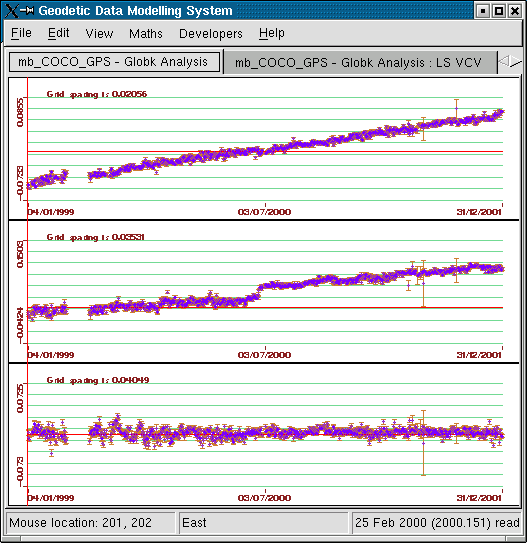 Geodetic Data Modelling System
File Edit View Maths Developers Help
mb_COCO_GPS - Globk Analysis mb_COCO_GPS - Globk Analysis : LS VCV
Grid spacing is 0.02056
0.0855
-0.0733
04/01/1999 03/07/2000 31/12/2001
Grid spacing is 0.03531
0.1503
-0.0424
04/01/1999 03/07/2000 31/12/2001
Grid spacing is 0.04049
0.0735
-0.073
04/01/1999 03/07/2000 31/12/2001
Mouse location: 201, 202 East 25 Feb 2000 (2000.151) read